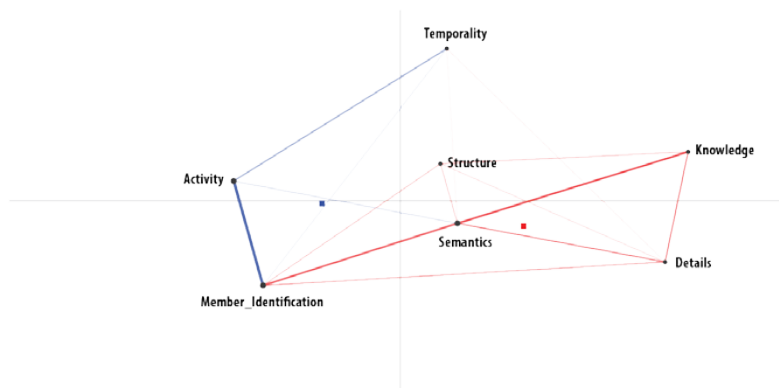 Temporality
Knowledge
Structure
Activity
Semantics
Details
Member_Identification